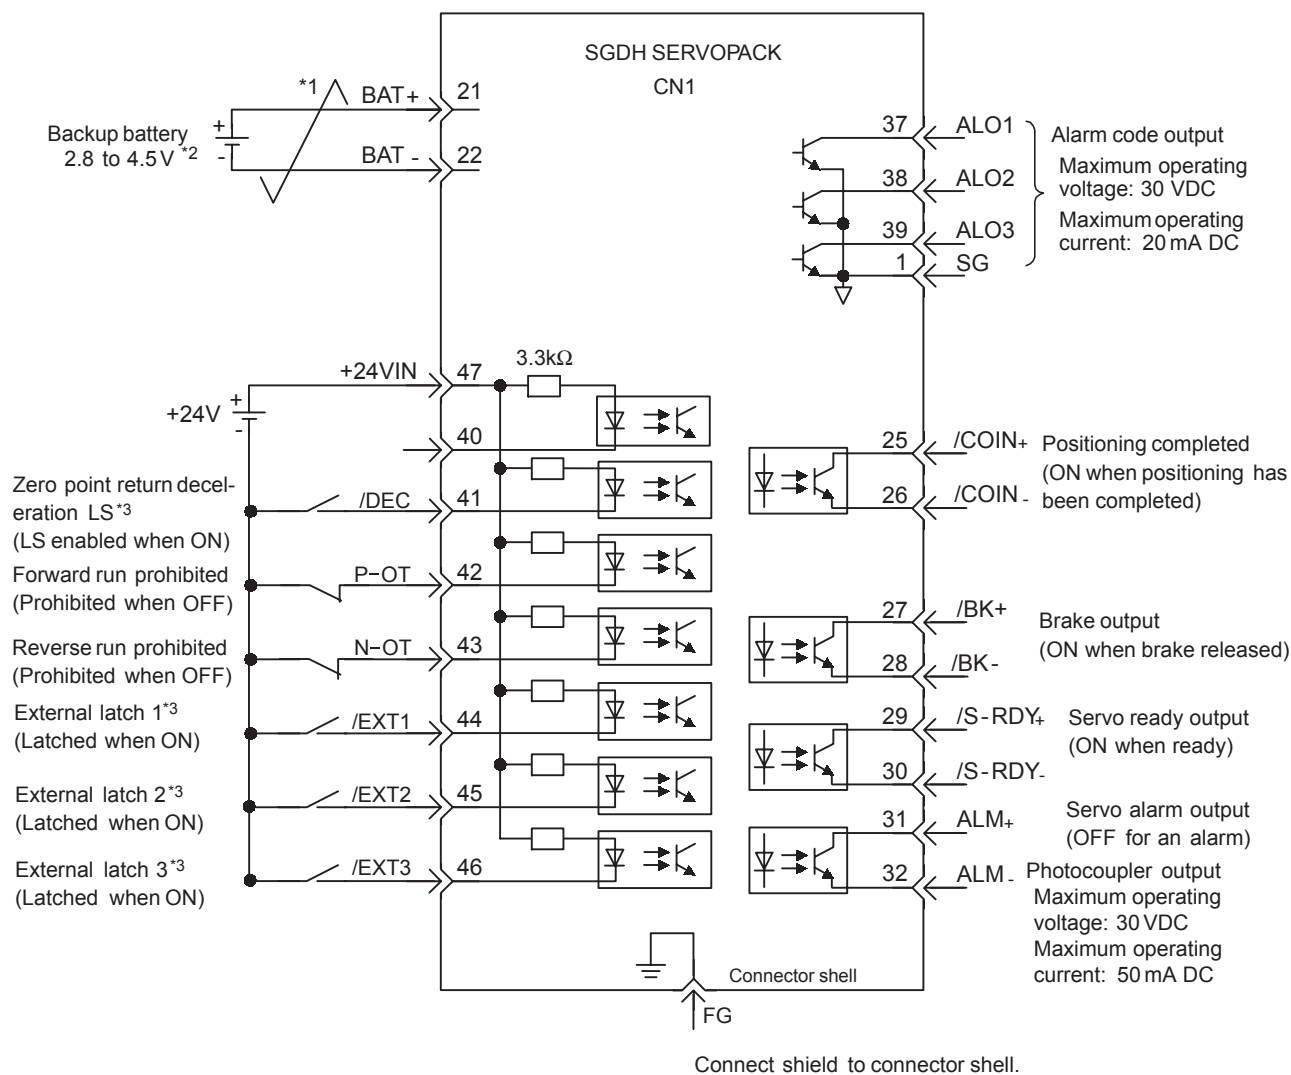 SGDH SERVOPACK
CN1
*1
BAT+
21
Backup battery
2.8 to 4.5V *2
+
-
BAT -
22
37
ALO1
38
ALO2
39
ALO3
1
SG
Alarm code output
Maximum operating
voltage: 30 VDC
Maximum operating
current: 20 mA DC
+24VIN
47
3.3kΩ
+24V
+
-
40
Zero point return decel-
eration LS*3
(LS enabled when ON)
/DEC
41
Forward run prohibited
(Prohibited when OFF)
P-OT
42
Reverse run prohibited
(Prohibited when OFF)
N-OT
43
External latch 1*3
(Latched when ON)
/EXT1
44
External latch 2*3
(Latched when ON)
/EXT2
45
External latch 3*3
(Latched when ON)
/EXT3
46
25
/COIN+
26
/COIN -
Positioning completed
(ON when positioning has
been completed)
27
/BK+
28
/BK-
Brake output
(ON when brake released)
29
/S-RDY+
30
/S-RDY-
Servo ready output
(ON when ready)
31
ALM+
32
ALM -
Servo alarm output
(OFF for an alarm)
Photocoupler output
Maximum operating
voltage: 30 VDC
Maximum operating
current: 50 mA DC
Connector shell
FG
Connect shield to connector shell.